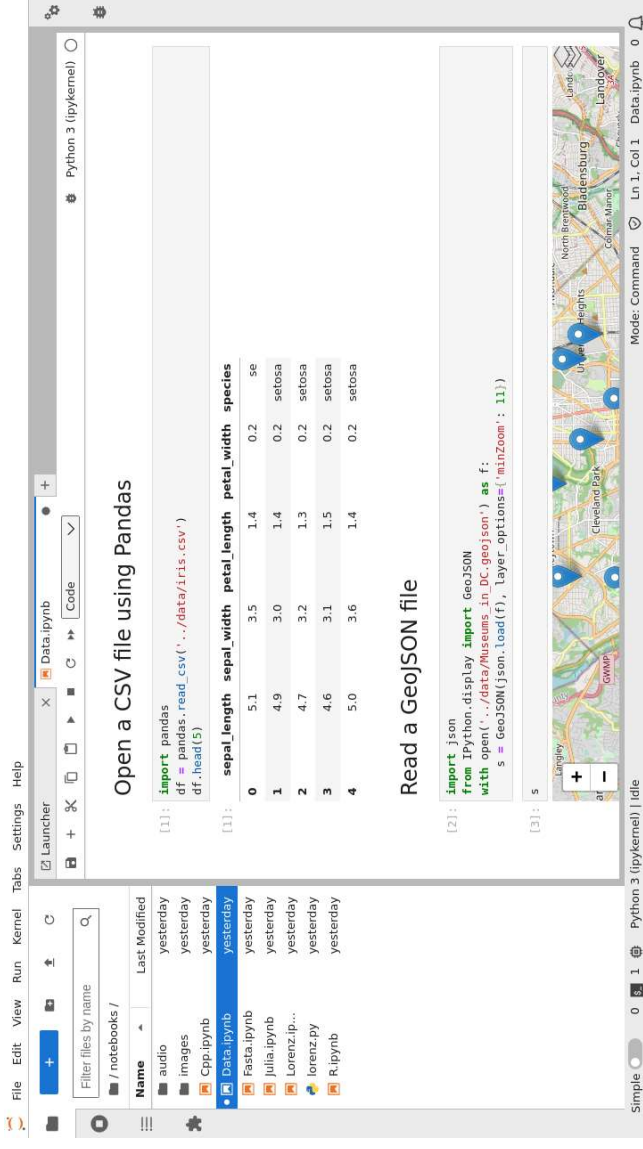 File Edit View Run Kernel Tabs Settings Help
Filter files by name
/ notebooks /
Name Last Modified
audio yesterday
images yesterday
Cpp.ipynb yesterday
Data.ipynb yesterday
Fasta.ipynb yesterday
Julia.ipynb yesterday
Lorenz.ip... yesterday
lorenz.py yesterday
R.ipynb yesterday
Launcher
Data.ipynb
Code
Python 3 (ipykernel)
Open a CSV file using Pandas
[1]: import pandas
df = pandas.read_csv('../data/iris.csv')
df.head(5)
[1]: sepal_length sepal_width petal_length petal_width species
0 5.1 3.5 1.4 0.2 se
1 4.9 3.0 1.4 0.2 setosa
2 4.7 3.2 1.3 0.2 setosa
3 4.6 3.1 1.5 0.2 setosa
4 5.0 3.6 1.4 0.2 setosa
Read a GeoJSON file
[2]: import json
from IPython.display import GeoJSON
with open('../data/Museums_in_DC.geojson') as f:
s = GeoJSON(json.load(f), layer_options={'minZoom': 11})
[3]: s
Langley
GWMP
Cleveland Park
Heights
North Brentwood
Bladensburg
Colmar Manor
Landover
+
−
Simple 0 1 Python 3 (ipykernel) | Idle
Mode: Command Ln 1, Col 1 Data.ipynb 0